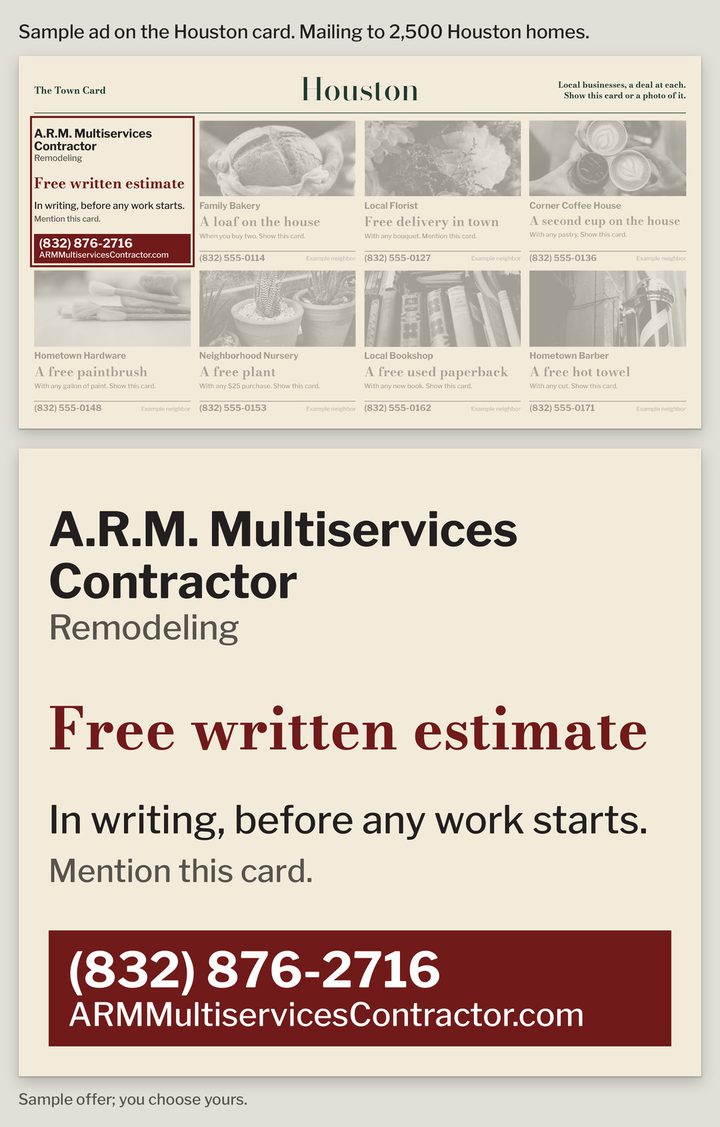 Sample ad on the Houston card. Mailing to 2,500 Houston homes.
The Town Card
Houston
Local businesses, a deal at each.
Show this card or a photo of it.
A.R.M. Multiservices
Contractor
Remodeling
Free written estimate
In writing, before any work starts.
Mention this card.
(832) 876-2716
ARMMultiservicesContractor.com
Family Bakery
A loaf on the house
When you buy two. Show this card.
(832) 555-0114
Example neighbor
Local Florist
Free delivery in town
With any bouquet. Mention this card.
(832) 555-0127
Example neighbor
Corner Coffee House
A second cup on the house
With any pastry. Show this card.
(832) 555-0136
Example neighbor
Hometown Hardware
A free paintbrush
With any gallon of paint. Show this card.
(832) 555-0148
Example neighbor
Neighborhood Nursery
A free plant
With any $25 purchase. Show this card.
(832) 555-0153
Example neighbor
Local Bookshop
A free used paperback
With any new book. Show this card.
(832) 555-0162
Example neighbor
Hometown Barber
A free hot towel
With any cut. Show this card.
(832) 555-0171
Example neighbor
A.R.M. Multiservices
Contractor
Remodeling
Free written estimate
In writing, before any work starts.
Mention this card.
(832) 876-2716
ARMMultiservicesContractor.com
Sample offer; you choose yours.